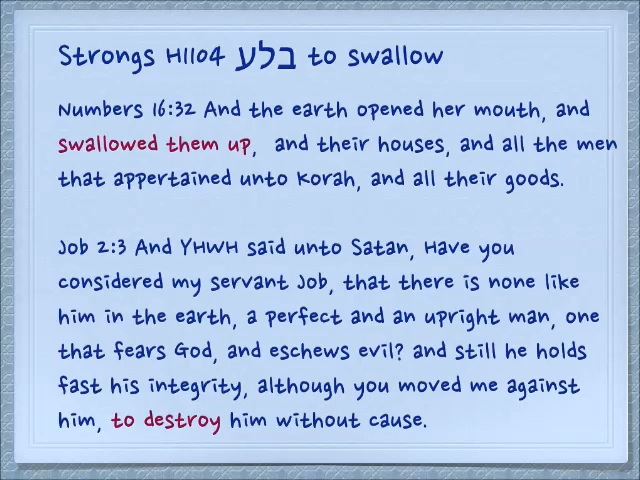 Strongs H1104 בלע to swallow
Numbers 16:32 And the earth opened her mouth, and
swallowed them up, and their houses, and all the men
that appertained unto Korah, and all their goods.
Job 2:3 And YHWH said unto Satan, Have you
considered my servant Job, that there is none like
him in the earth, a perfect and an upright man, one
that fears God, and eschews evil? and still he holds
fast his integrity, although you moved me against
him, to destroy him without cause.